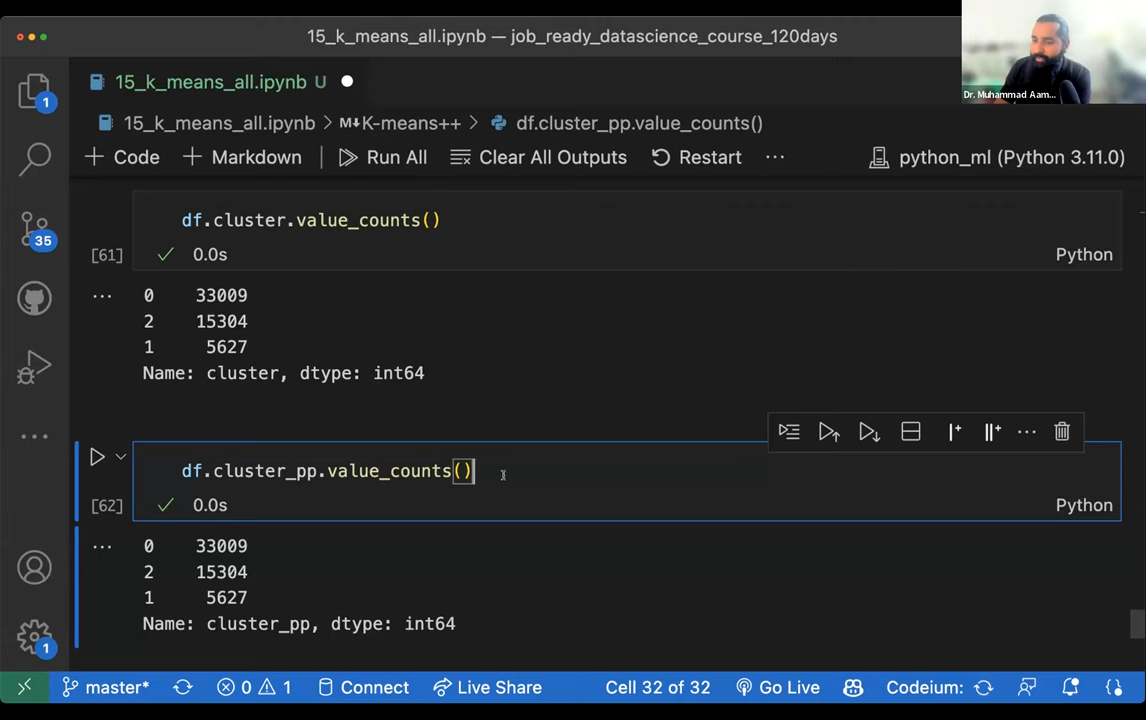 15_k_means_all.ipynb — job_ready_datascience_course_120days
Dr. Muhammad Aam...
15_k_means_all.ipynb U
15_k_means_all.ipynb > M↓K-means++ > df.cluster_pp.value_counts()
+ Code + Markdown | Run All Clear All Outputs Restart ··· python_ml (Python 3.11.0)
1
35
1
df.cluster.value_counts()
[61] ✓ 0.0s Python
... 0 33009
2 15304
1 5627
Name: cluster, dtype: int64
df.cluster_pp.value_counts()
[62] ✓ 0.0s Python
... 0 33009
2 15304
1 5627
Name: cluster_pp, dtype: int64
master* 0 1 Connect Live Share Cell 32 of 32 Go Live Codeium: {}